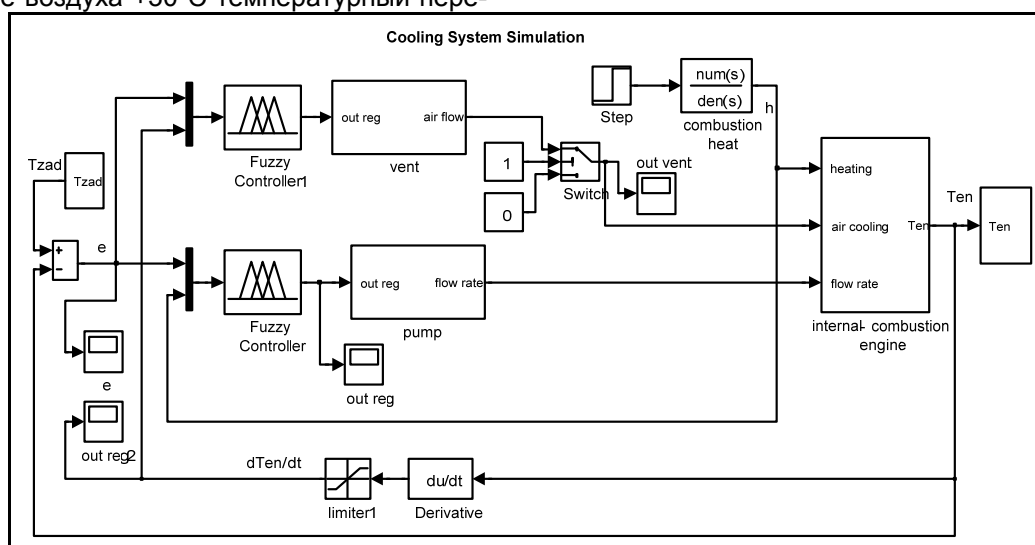 е воздуха +50°С температурный пере-
Cooling System Simulation
num(s)
den(s)
h
Step
combustion
heat
out reg
air flow
vent
Fuzzy
Controller1
1
0
Switch
out vent
Tzad
Tzad
heating
air cooling
Ten
flow rate
internal- combustion
engine
Ten
Ten
+
-
e
out reg
flow rate
pump
Fuzzy
Controller
out reg
e
out reg2
dTen/dt
limiter1
du/dt
Derivative